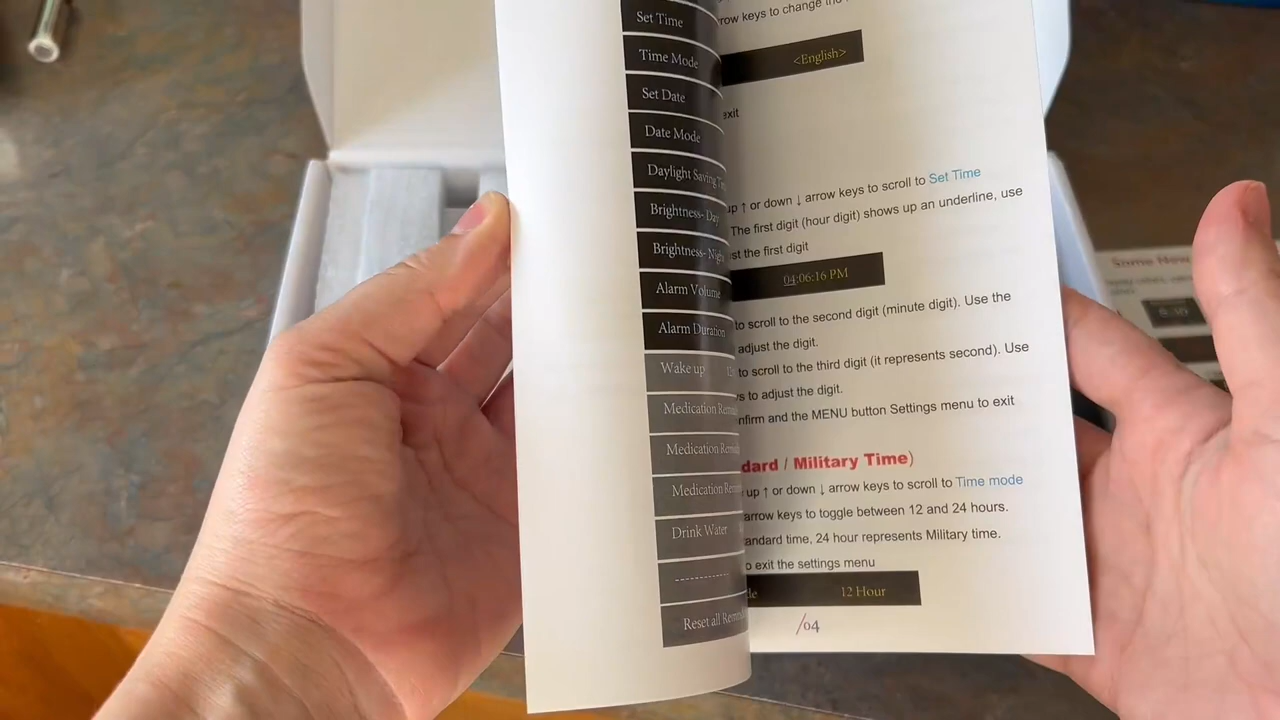 Set Time
Time Mode
Set Date
Date Mode
Daylight Saving
Brightness- Day
Brightness- Night
Alarm Volume
Alarm Duration
Wake up
Medication
Medication
Medication
Drink Water
------------
Reset all
row keys to change the
<English>
exit
up ↑ or down ↓ arrow keys to scroll to Set Time
The first digit (hour digit) shows up an underline, use
st the first digit
04:06:16 PM
to scroll to the second digit (minute digit). Use the
adjust the digit.
to scroll to the third digit (it represents second). Use
to adjust the digit.
nfirm and the MENU button Settings menu to exit
dard / Military Time)
up ↑ or down ↓ arrow keys to scroll to Time mode
arrow keys to toggle between 12 and 24 hours.
andard time, 24 hour represents Military time.
o exit the settings menu
de 12 Hour
/04
Some New